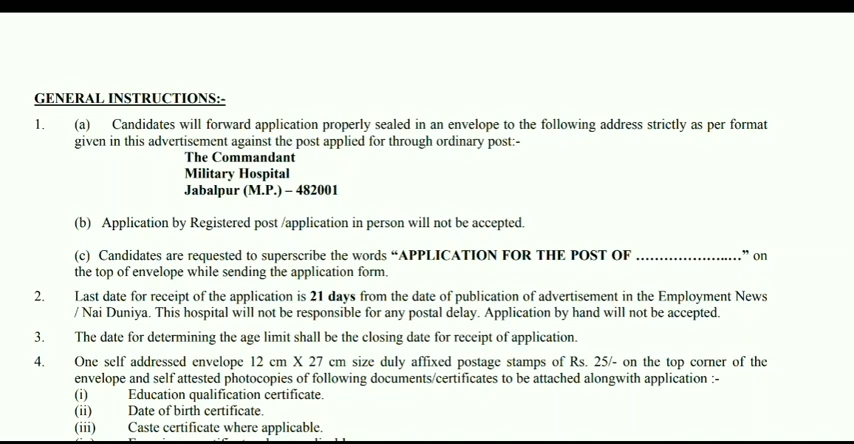 GENERAL INSTRUCTIONS:-
1. (a) Candidates will forward application properly sealed in an envelope to the following address strictly as per format
given in this advertisement against the post applied for through ordinary post:-
The Commandant
Military Hospital
Jabalpur (M.P.) – 482001
(b) Application by Registered post /application in person will not be accepted.
(c) Candidates are requested to superscribe the words “APPLICATION FOR THE POST OF ........................” on
the top of envelope while sending the application form.
2. Last date for receipt of the application is 21 days from the date of publication of advertisement in the Employment News
/ Nai Duniya. This hospital will not be responsible for any postal delay. Application by hand will not be accepted.
3. The date for determining the age limit shall be the closing date for receipt of application.
4. One self addressed envelope 12 cm X 27 cm size duly affixed postage stamps of Rs. 25/- on the top corner of the
envelope and self attested photocopies of following documents/certificates to be attached alongwith application :-
(i) Education qualification certificate.
(ii) Date of birth certificate.
(iii) Caste certificate where applicable.